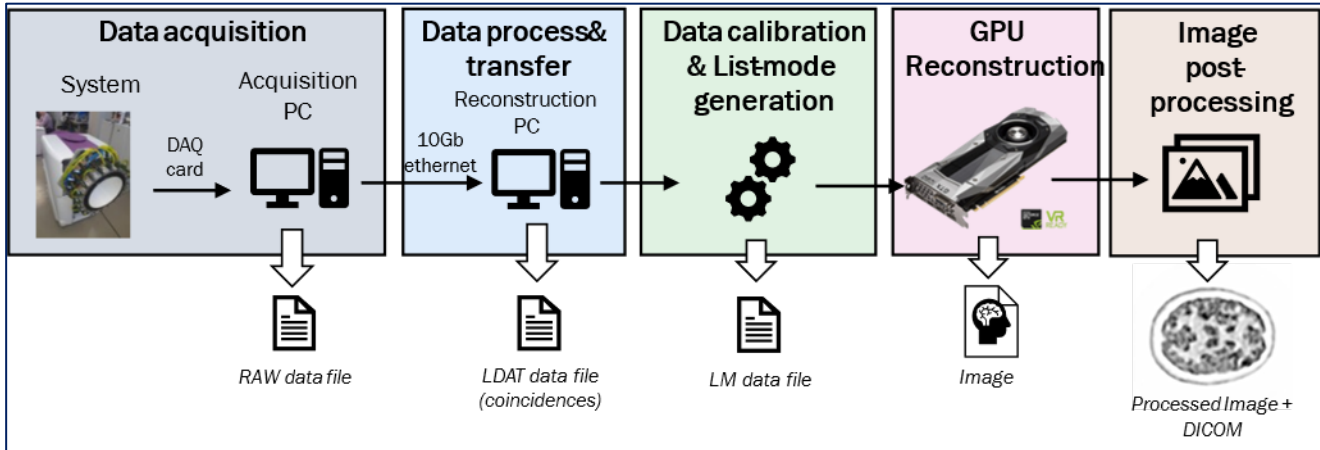 Data acquisition
System
Acquisition
PC
DAQ
card
RAW data file
Data process&
transfer
Reconstruction
PC
10Gb
ethernet
LDAT data file
(coincidences)
Data calibration
& List-mode
generation
LM data file
GPU
Reconstruction
VR
READY
Image
Image
post-
processing
Processed Image +
DICOM